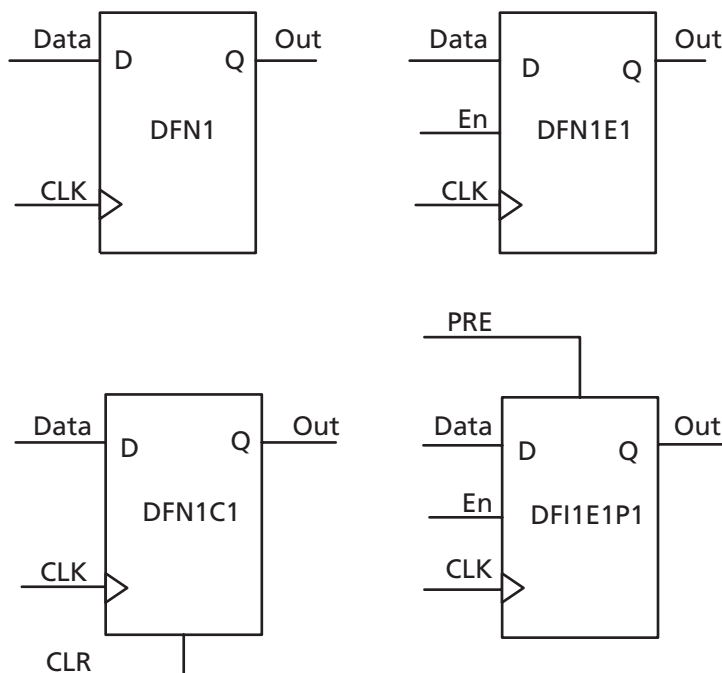 Data
Out
D
Q
DFN1
CLK
Data
Out
D
Q
En
DFN1E1
CLK
Data
Out
D
Q
DFN1C1
CLK
CLR
PRE
Data
Out
D
Q
En
DFI1E1P1
CLK